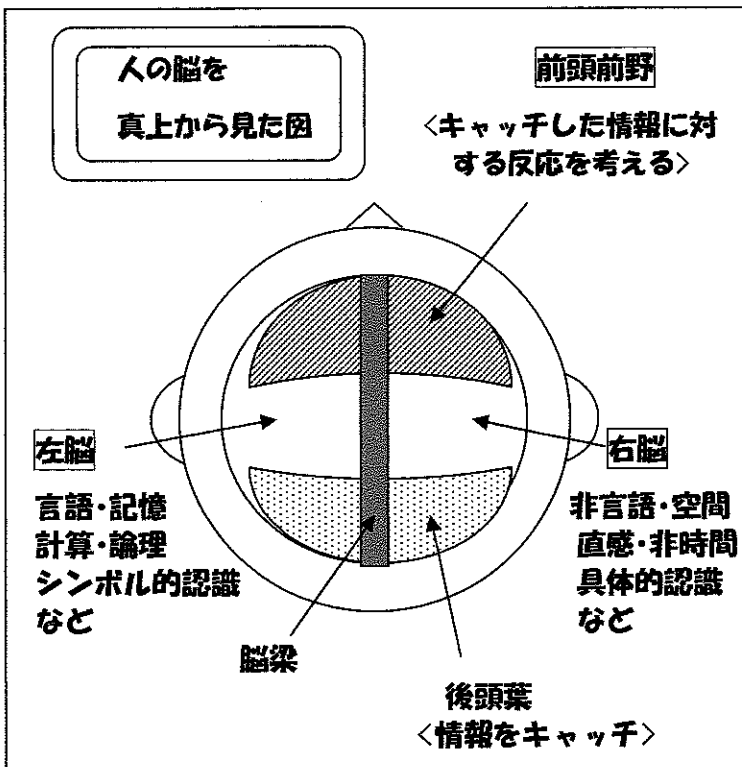 人の脳を
真上から見た図
前頭前野
<キャッチした情報に対
する反応を考える>
左脳
言語・記憶
計算・論理
シンボル的認識
など
右脳
非言語・空間
直感・非時間
具体的認識
など
脳梁
後頭葉
<情報をキャッチ>